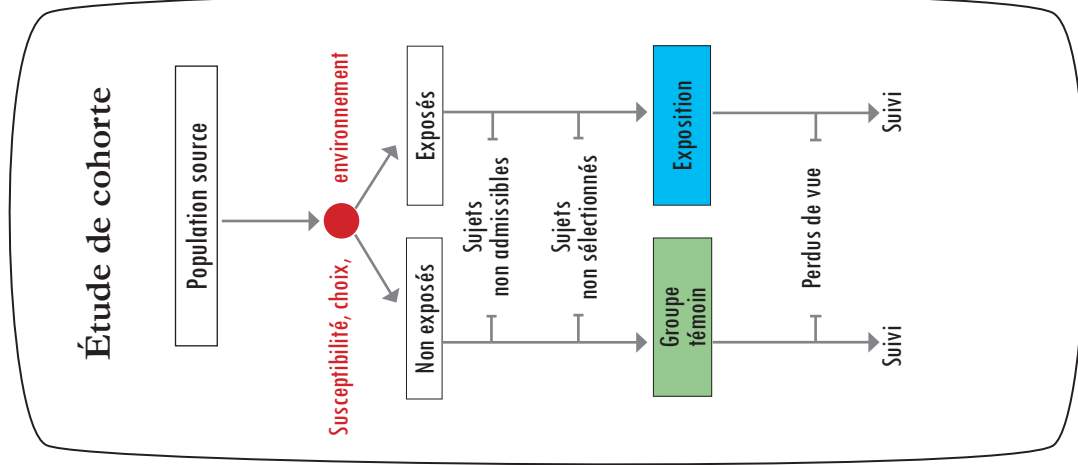 Étude de cohorte
Population source
Susceptibilité, choix, environnement
Non exposés
Exposés
Sujets
non admissibles
Sujets
non sélectionnés
Groupe
témoin
Exposition
Perdus de vue
Suivi
Suivi